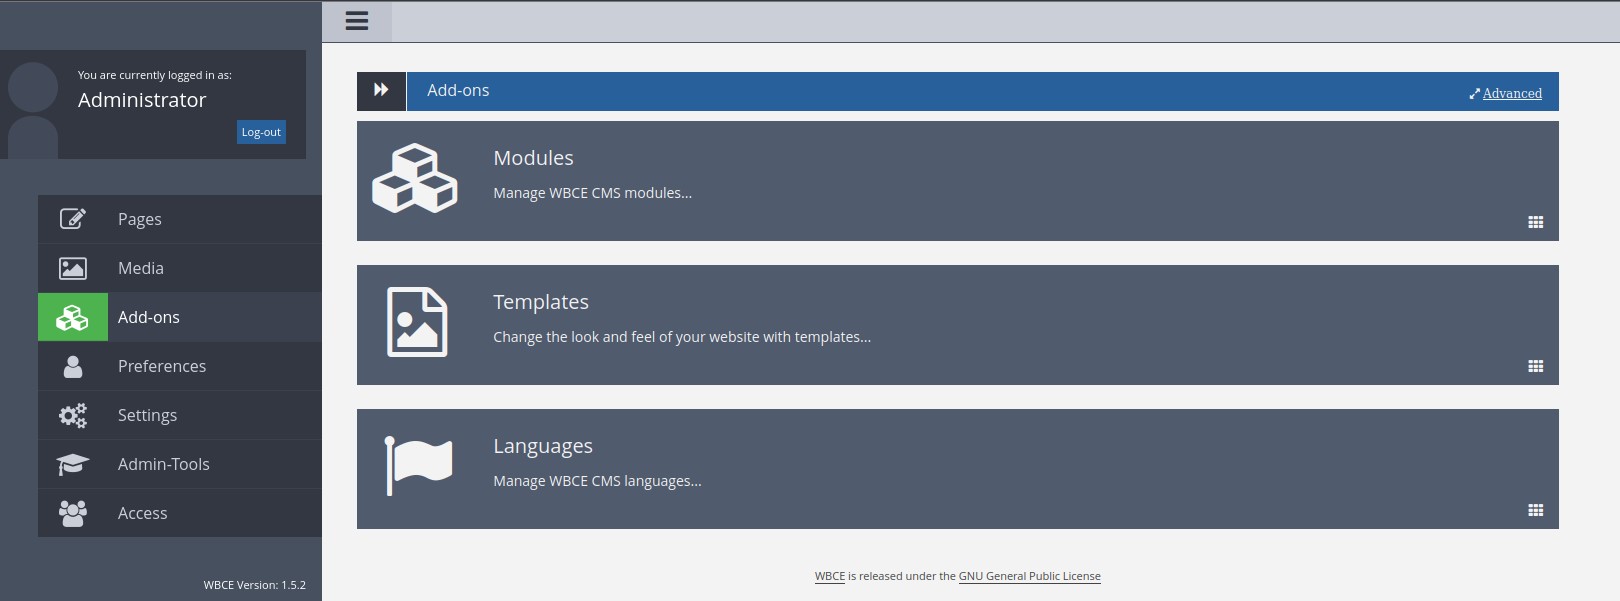 You are currently logged in as:
Administrator
Log-out
Pages
Media
Add-ons
Preferences
Settings
Admin-Tools
Access
WBCE Version: 1.5.2
Add-ons
Advanced
Modules
Manage WBCE CMS modules...
Templates
Change the look and feel of your website with templates...
Languages
Manage WBCE CMS languages...
WBCE is released under the GNU General Public License